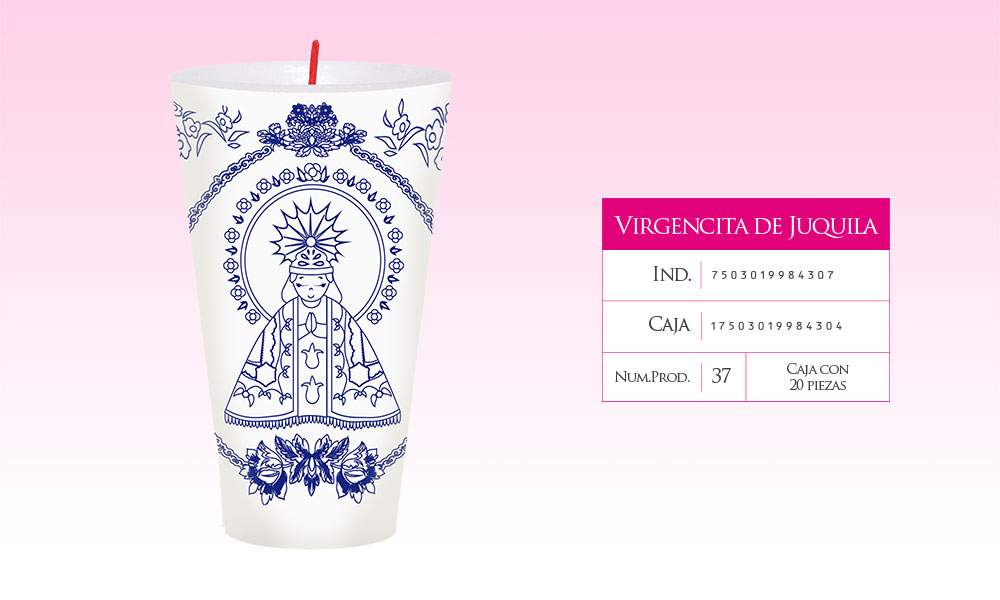 Virgencita de Juquila
Ind. 7503019984307
Caja 17503019984304
Num.Prod. 37
Caja con
20 piezas